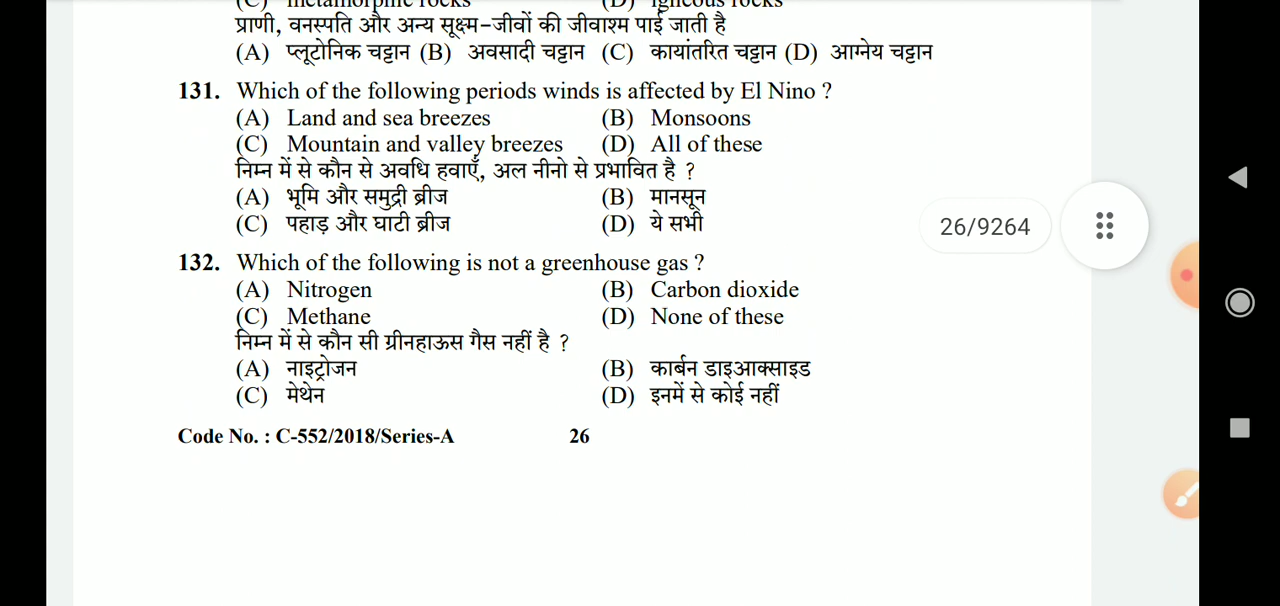 (C) metamorphic rocks (D) igneous rocks
प्राणी, वनस्पति और अन्य सूक्ष्म-जीवों की जीवाश्म पाई जाती है
(A) प्लूटोनिक चट्टान (B) अवसादी चट्टान (C) कायांतरित चट्टान (D) आग्नेय चट्टान
131. Which of the following periods winds is affected by El Nino ?
(A) Land and sea breezes (B) Monsoons
(C) Mountain and valley breezes (D) All of these
निम्न में से कौन से अवधि हवाएँ, अल नीनो से प्रभावित है ?
(A) भूमि और समुद्री ब्रीज (B) मानसून
(C) पहाड़ और घाटी ब्रीज (D) ये सभी
26/9264
132. Which of the following is not a greenhouse gas ?
(A) Nitrogen (B) Carbon dioxide
(C) Methane (D) None of these
निम्न में से कौन सी ग्रीनहाऊस गैस नहीं है ?
(A) नाइट्रोजन (B) कार्बन डाइआक्साइड
(C) मेथेन (D) इनमें से कोई नहीं
Code No. : C-552/2018/Series-A 26